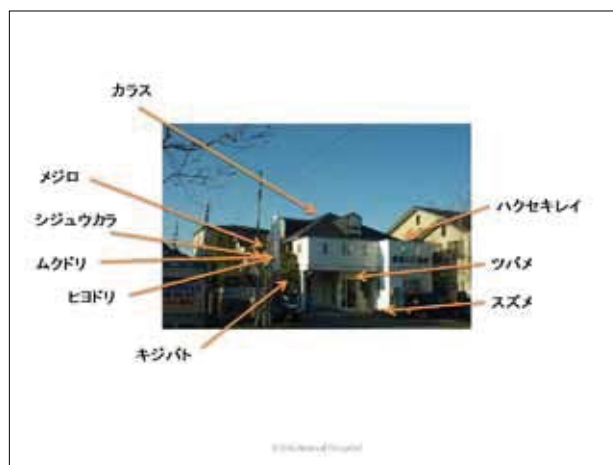 カラス
メジロ
シジュウカラ
ムクドリ
ヒヨドリ
キジバト
ハクセキレイ
ツバメ
スズメ